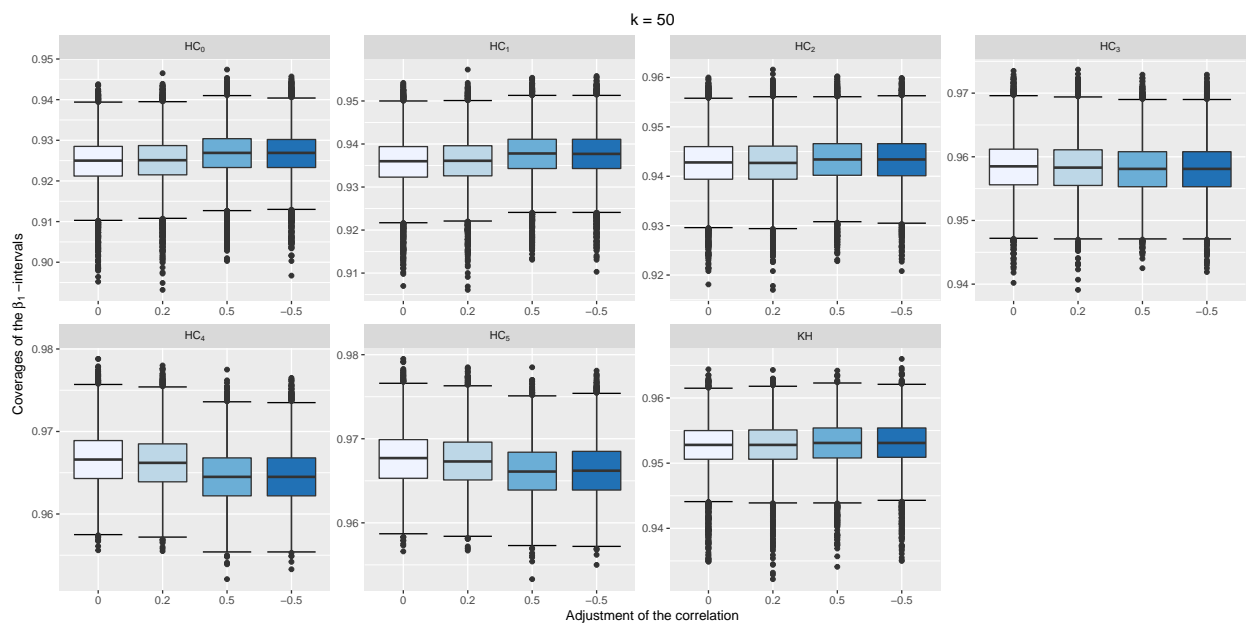 k = 50
HC₀ HC₁ HC₂ HC₃
0.95 0.94 0.93 0.92 0.91 0.90
0.95 0.94 0.93 0.92 0.91
0.96 0.95 0.94 0.93 0.92
0.97 0.96 0.95 0.94
0 0.2 0.5 −0.5 0 0.2 0.5 −0.5 0 0.2 0.5 −0.5 0 0.2 0.5 −0.5
Coverages of the β₁ −intervals
HC₄ HC₅ KH
0.98 0.97 0.96
0.98 0.97 0.96
0.96 0.95 0.94
0 0.2 0.5 −0.5 0 0.2 0.5 −0.5 0 0.2 0.5 −0.5
Adjustment of the correlation